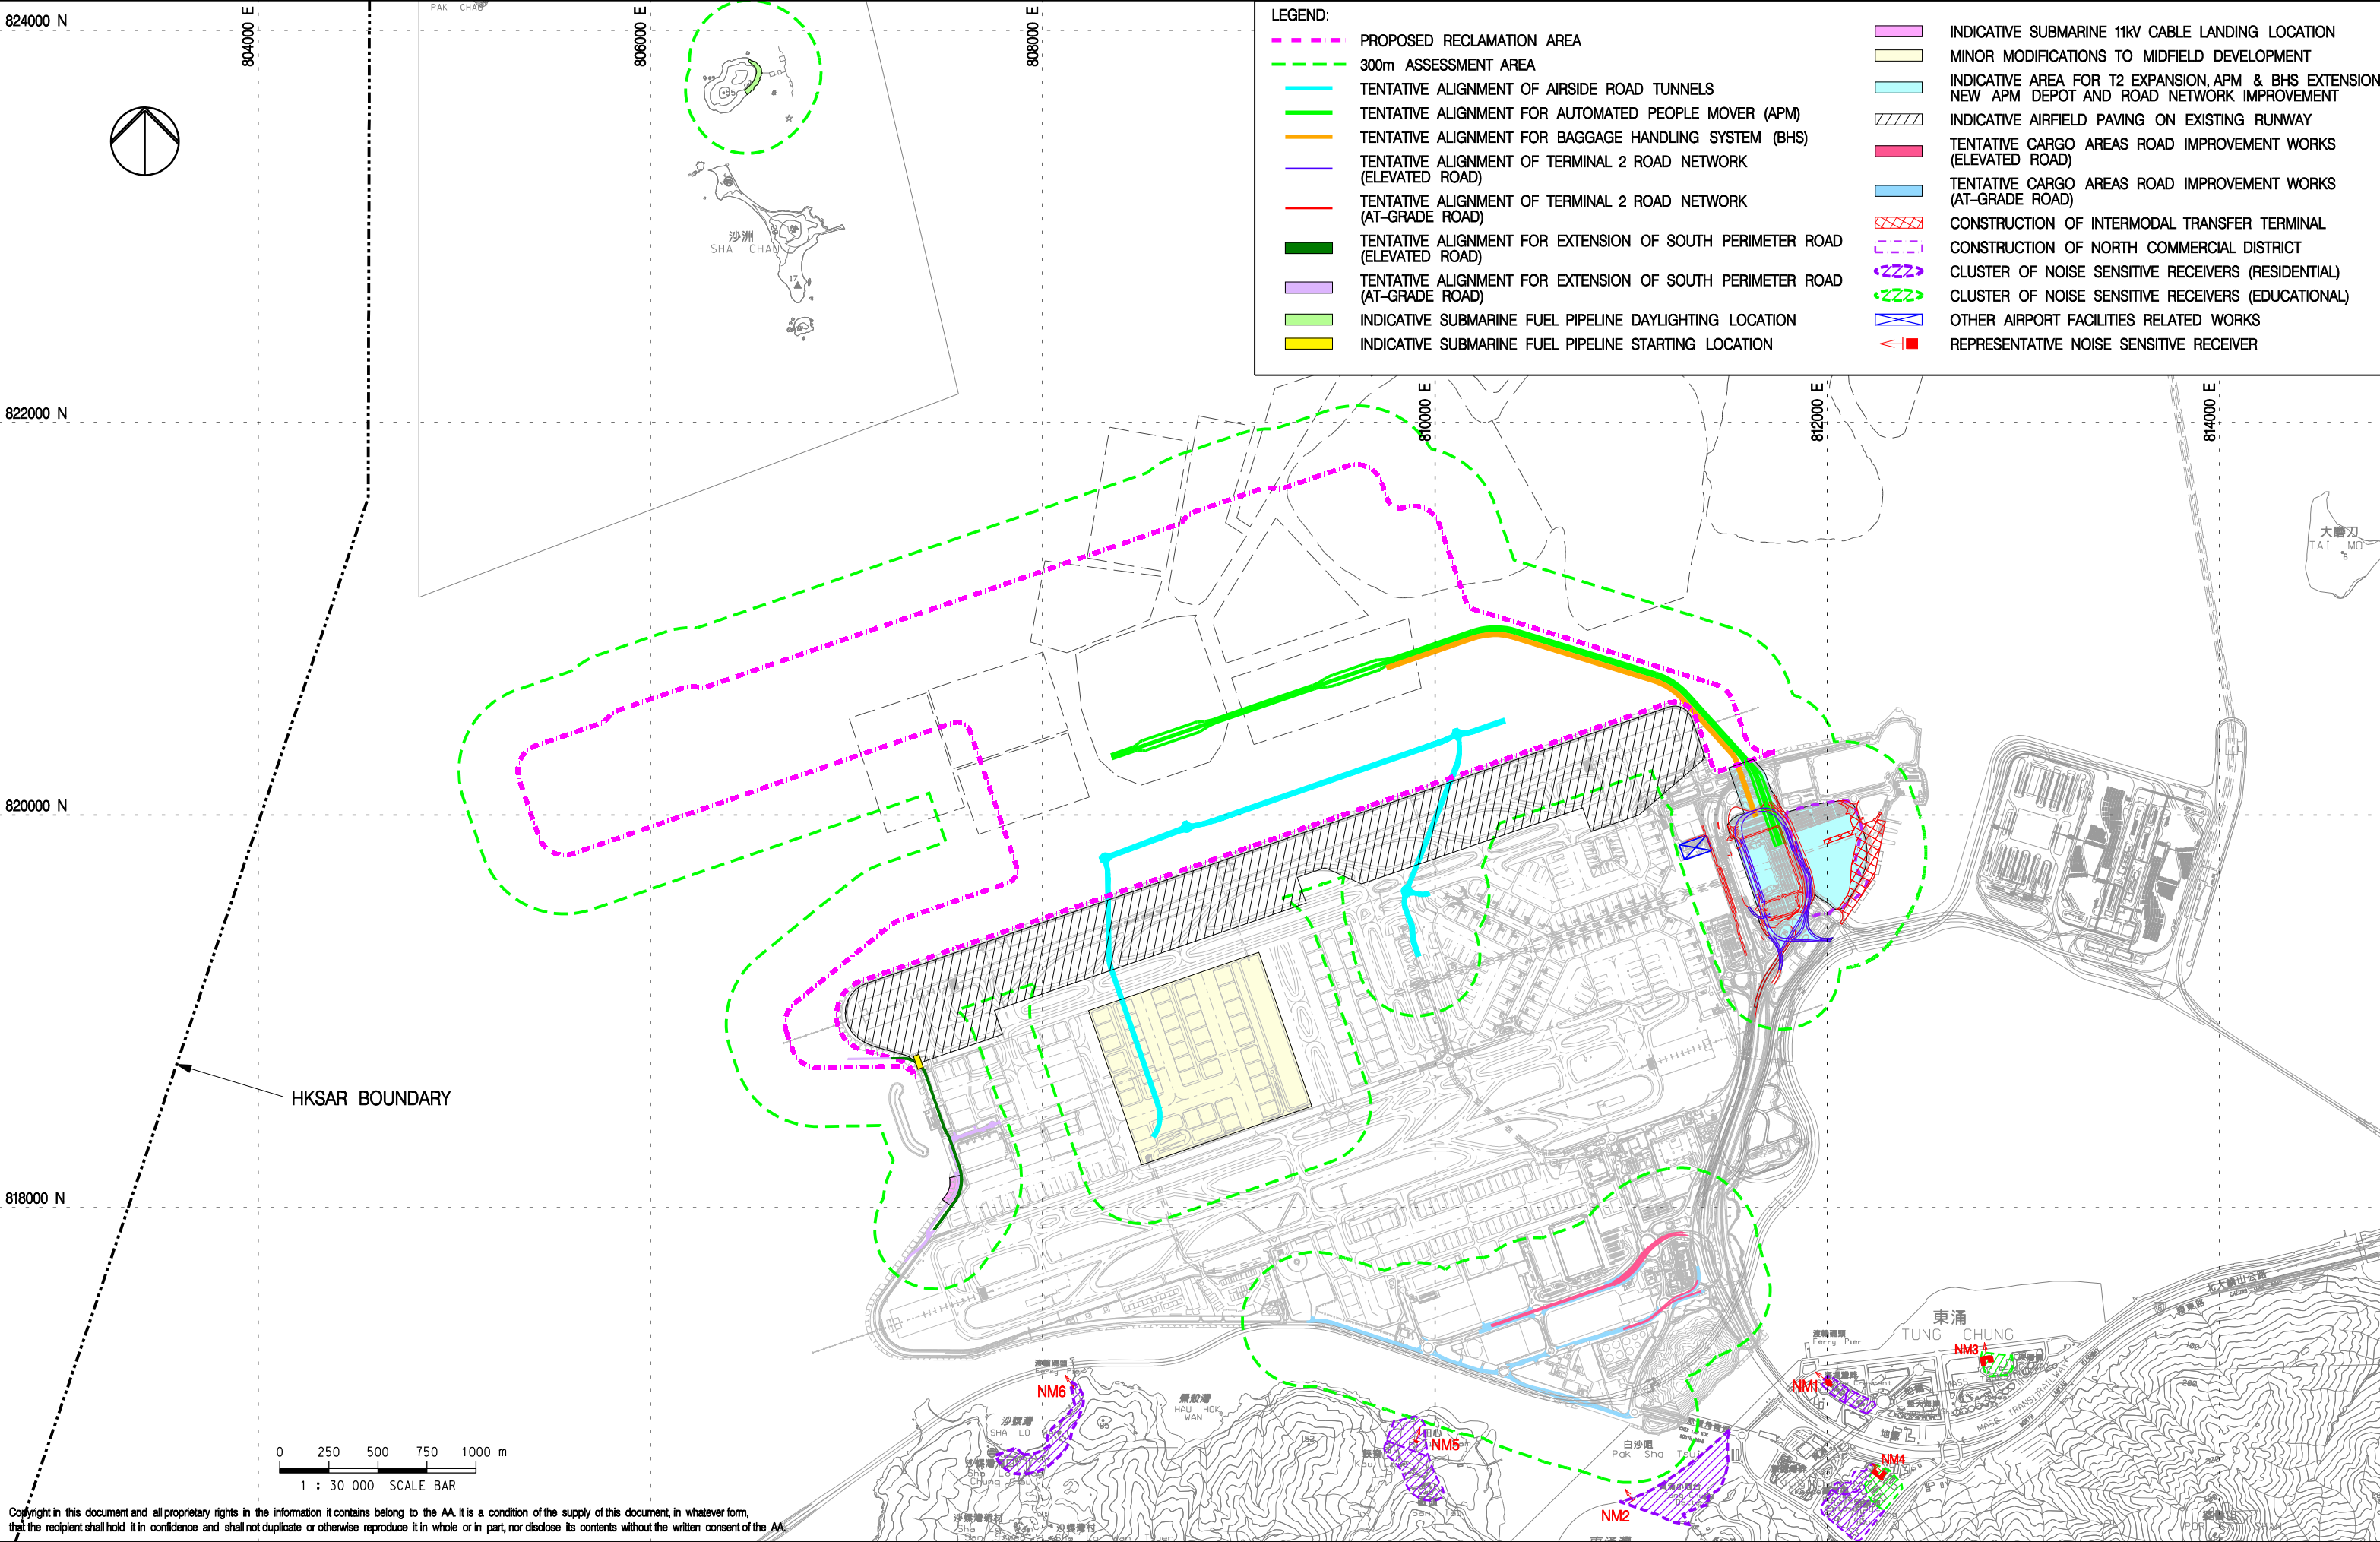 824000 N
804000 E
PAK CHAU
806000 E
808000 E
LEGEND:
PROPOSED RECLAMATION AREA
300m ASSESSMENT AREA
TENTATIVE ALIGNMENT OF AIRSIDE ROAD TUNNELS
TENTATIVE ALIGNMENT FOR AUTOMATED PEOPLE MOVER (APM)
TENTATIVE ALIGNMENT FOR BAGGAGE HANDLING SYSTEM (BHS)
TENTATIVE ALIGNMENT OF TERMINAL 2 ROAD NETWORK
(ELEVATED ROAD)
TENTATIVE ALIGNMENT OF TERMINAL 2 ROAD NETWORK
(AT-GRADE ROAD)
TENTATIVE ALIGNMENT FOR EXTENSION OF SOUTH PERIMETER ROAD
(ELEVATED ROAD)
TENTATIVE ALIGNMENT FOR EXTENSION OF SOUTH PERIMETER ROAD
(AT-GRADE ROAD)
INDICATIVE SUBMARINE FUEL PIPELINE DAYLIGHTING LOCATION
INDICATIVE SUBMARINE FUEL PIPELINE STARTING LOCATION
INDICATIVE SUBMARINE 11kV CABLE LANDING LOCATION
MINOR MODIFICATIONS TO MIDFIELD DEVELOPMENT
INDICATIVE AREA FOR T2 EXPANSION, APM & BHS EXTENSION
NEW APM DEPOT AND ROAD NETWORK IMPROVEMENT
INDICATIVE AIRFIELD PAVING ON EXISTING RUNWAY
TENTATIVE CARGO AREAS ROAD IMPROVEMENT WORKS
(ELEVATED ROAD)
TENTATIVE CARGO AREAS ROAD IMPROVEMENT WORKS
(AT-GRADE ROAD)
CONSTRUCTION OF INTERMODAL TRANSFER TERMINAL
CONSTRUCTION OF NORTH COMMERCIAL DISTRICT
CLUSTER OF NOISE SENSITIVE RECEIVERS (RESIDENTIAL)
CLUSTER OF NOISE SENSITIVE RECEIVERS (EDUCATIONAL)
OTHER AIRPORT FACILITIES RELATED WORKS
REPRESENTATIVE NOISE SENSITIVE RECEIVER
沙洲
SHA CHAU
17
822000 N
810000 E
812000 E
814000 E
大磨刀
TAI MO
6
820000 N
HKSAR BOUNDARY
818000 N
東涌
TUNG CHUNG
Ferry Pier
NM3
NM1
MASS TRANSIT RAILWAY
NM6
沙螺灣
SHA LO
HAU HOK
WAN
152
NM5
白沙咀
Pak Sha Tsui
NM4
NM2
0 250 500 750 1000 m
1 : 30 000 SCALE BAR
Copyright in this document and all proprietary rights in the information it contains belong to the AA. It is a condition of the supply of this document, in whatever form,
that the recipient shall hold it in confidence and shall not duplicate or otherwise reproduce it in whole or in part, nor disclose its contents without the written consent of the AA.